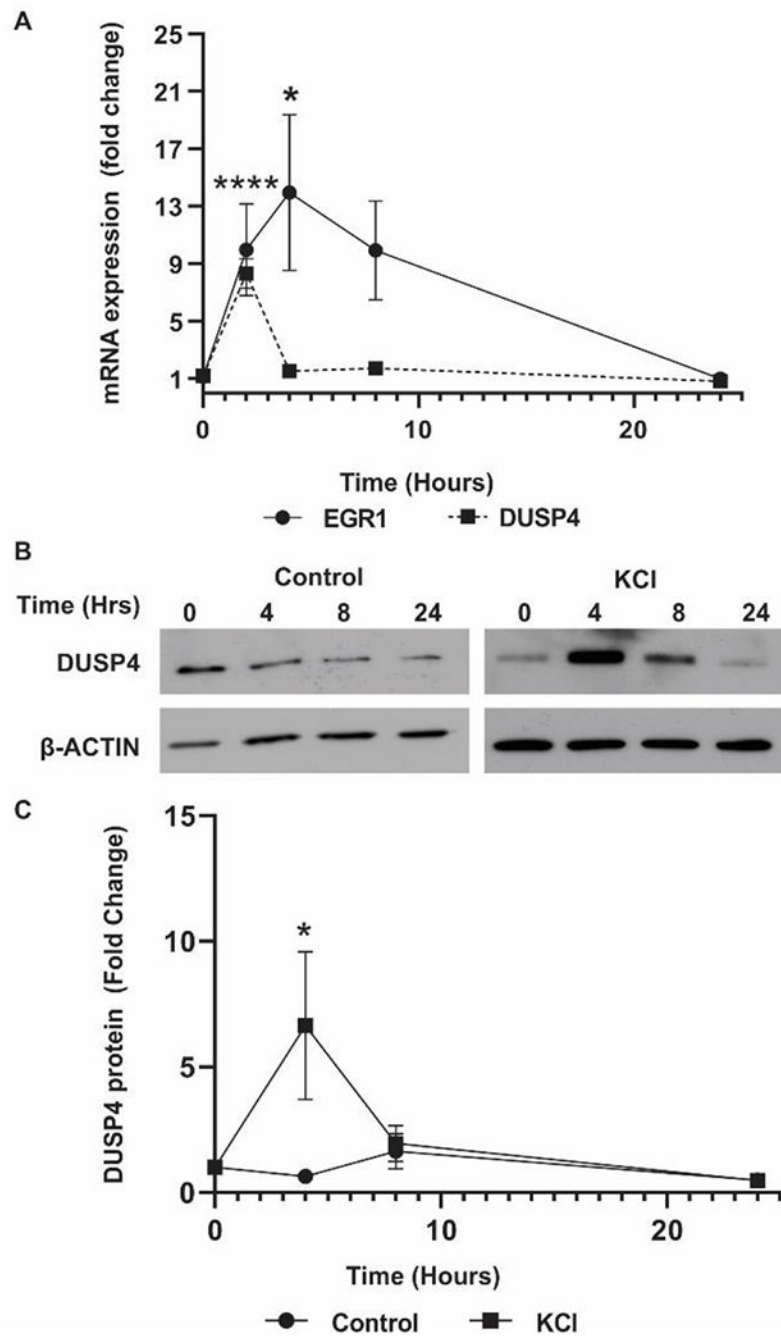 A
mRNA expression (fold change)
25
21
17
13
9
5
1
****
*
0
10
20
Time (Hours)
EGR1
DUSP4
B
Control
KCl
Time (Hrs)
0
4
8
24
0
4
8
24
DUSP4
β-ACTIN
C
DUSP4 protein (Fold Change)
15
10
5
0
*
0
10
20
Time (Hours)
Control
KCl